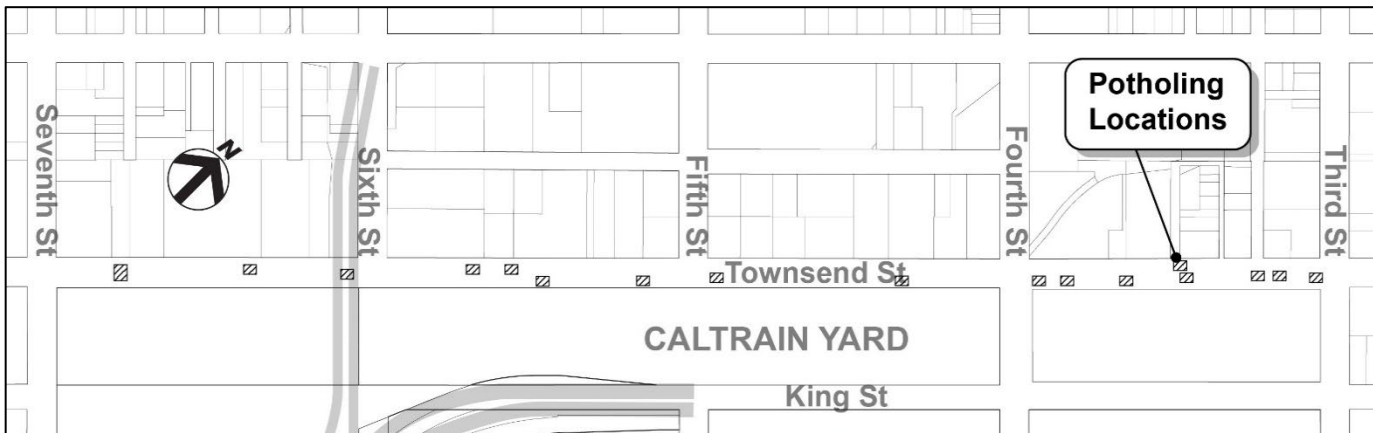 Potholing
Locations
N
Seventh St
Sixth St
Fifth St
Fourth St
Third St
Townsend St
CALTRAIN YARD
King St